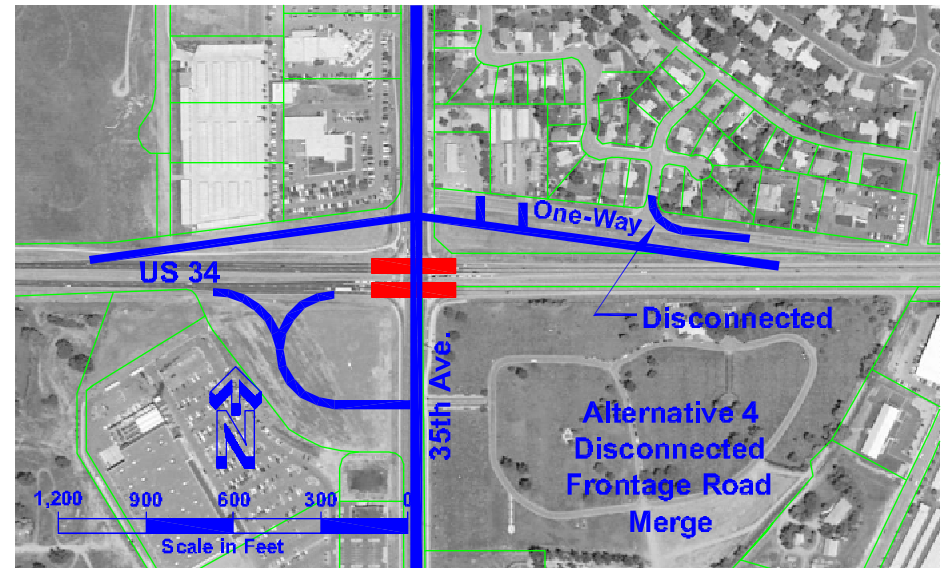 One-Way
US 34
Disconnected
35th Ave.
Alternative 4
Disconnected
Frontage Road
Merge
N
1,200 900 600 300 0
Scale in Feet